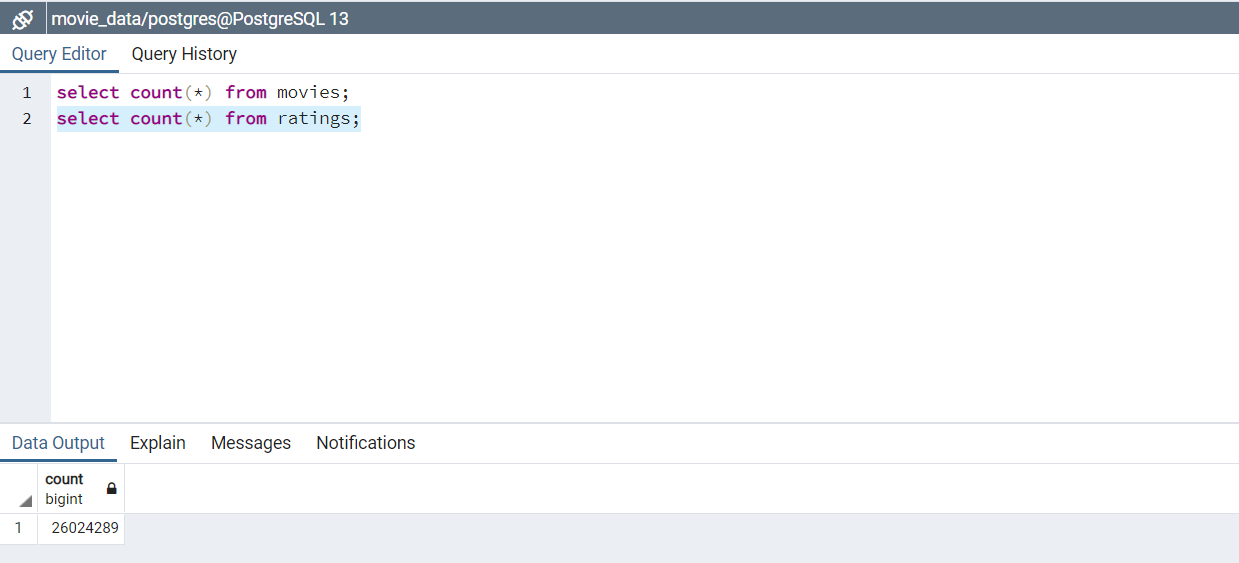 movie_data/postgres@PostgreSQL 13
Query Editor Query History
1 select count(*) from movies;
2 select count(*) from ratings;
Data Output Explain Messages Notifications
count
bigint
1 26024289